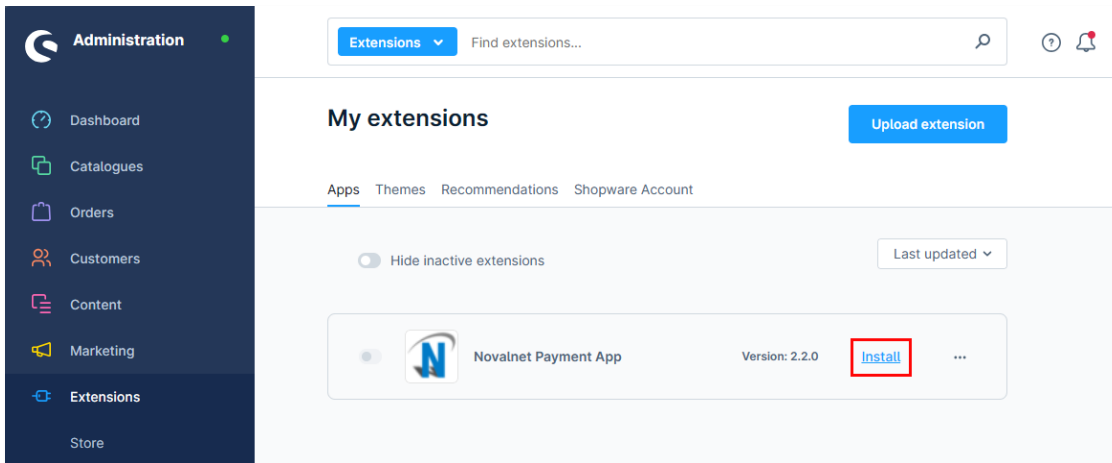 Administration
Extensions
Find extensions...
Dashboard
Catalogues
Orders
Customers
Content
Marketing
Extensions
Store
My extensions
Upload extension
Apps Themes Recommendations Shopware Account
Hide inactive extensions
Last updated
N Novalnet Payment App Version: 2.2.0 Install ...